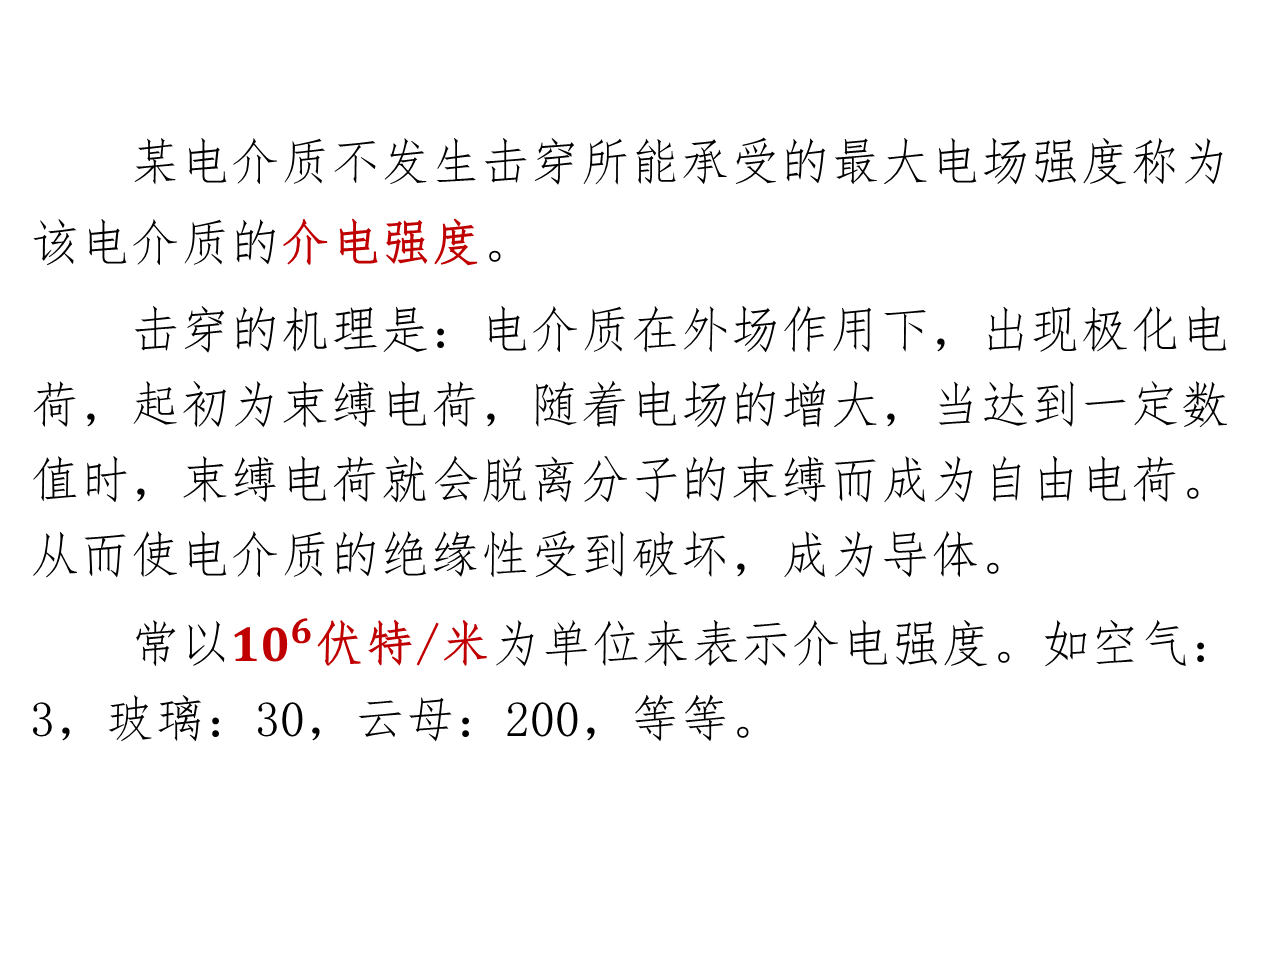 某电介质不发生击穿所能承受的最大电场强度称为
该电介质的介电强度。
击穿的机理是：电介质在外场作用下，出现极化电
荷，起初为束缚电荷，随着电场的增大，当达到一定数
值时，束缚电荷就会脱离分子的束缚而成为自由电荷。
从而使电介质的绝缘性受到破坏，成为导体。
常以10⁶伏特/米为单位来表示介电强度。如空气：
3，玻璃：30，云母：200，等等。